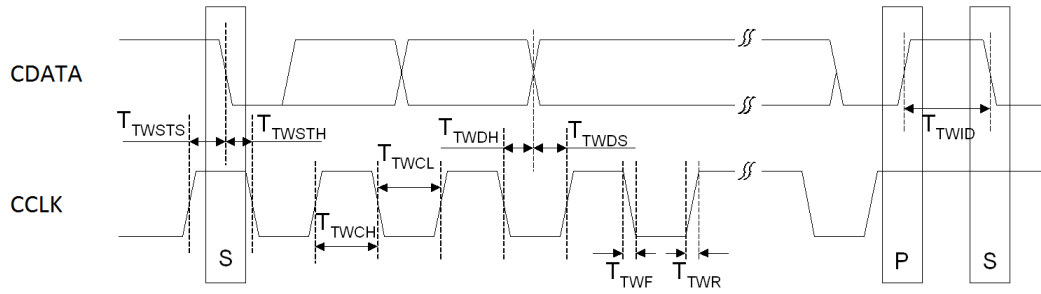 CDATA
T_TWSTS
T_TWSTH
T_TWDH
T_TWDS
T_TWID
T_TWCL
CCLK
T_TWCH
S
T_TWF
T_TWR
P
S